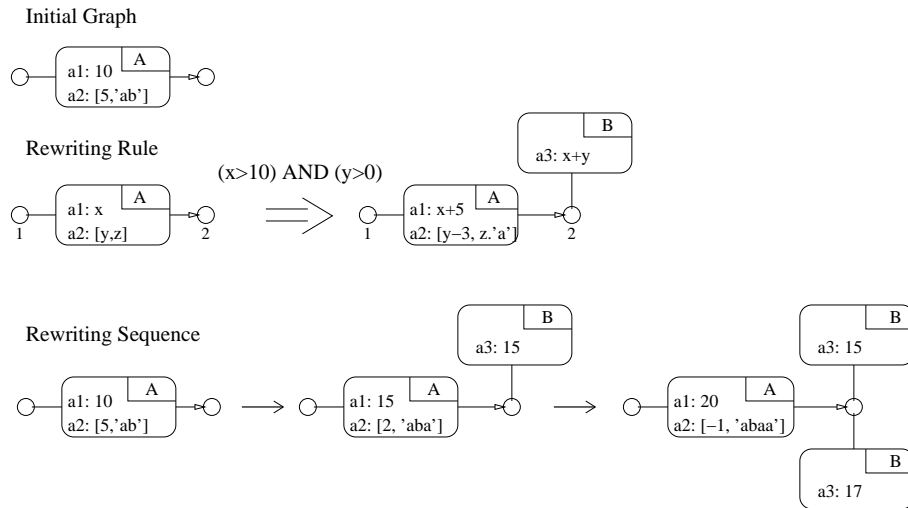 Initial Graph
A
a1: 10
a2: [5,'ab']
B
a3: x+y
Rewriting Rule
(x>10) AND (y>0)
A
a1: x
a2: [y,z]
1
2
A
a1: x+5
a2: [y−3, z.'a']
1
2
Rewriting Sequence
A
a1: 10
a2: [5,'ab']
B
a3: 15
A
a1: 15
a2: [2, 'aba']
B
a3: 15
A
a1: 20
a2: [−1, 'abaa']
B
a3: 17